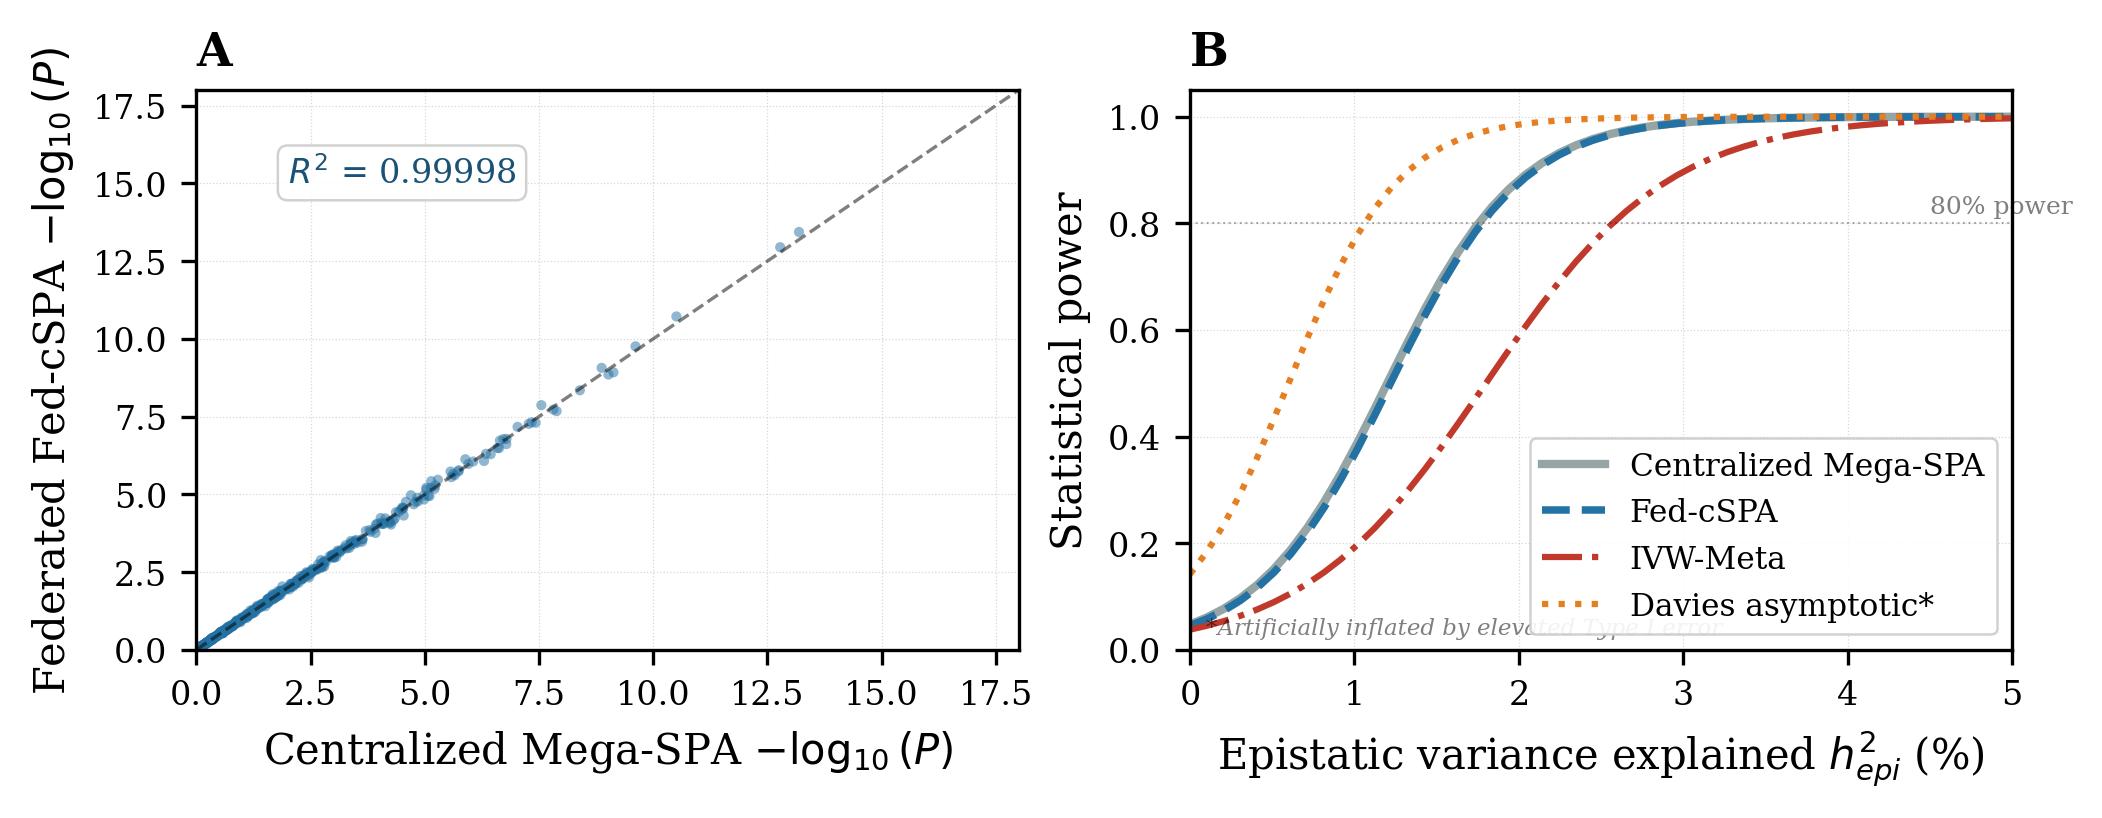 A
Federated Fed-cSPA −log₁₀(P)
17.5
15.0
12.5
10.0
7.5
5.0
2.5
0.0
R² = 0.99998
0.0 2.5 5.0 7.5 10.0 12.5 15.0 17.5
Centralized Mega-SPA −log₁₀(P)
B
Statistical power
1.0
0.8
0.6
0.4
0.2
0.0
80% power
Centralized Mega-SPA
Fed-cSPA
IVW-Meta
Davies asymptotic*
*Artificially inflated by elevated Type I error
0 1 2 3 4 5
Epistatic variance explained h²epi (%)